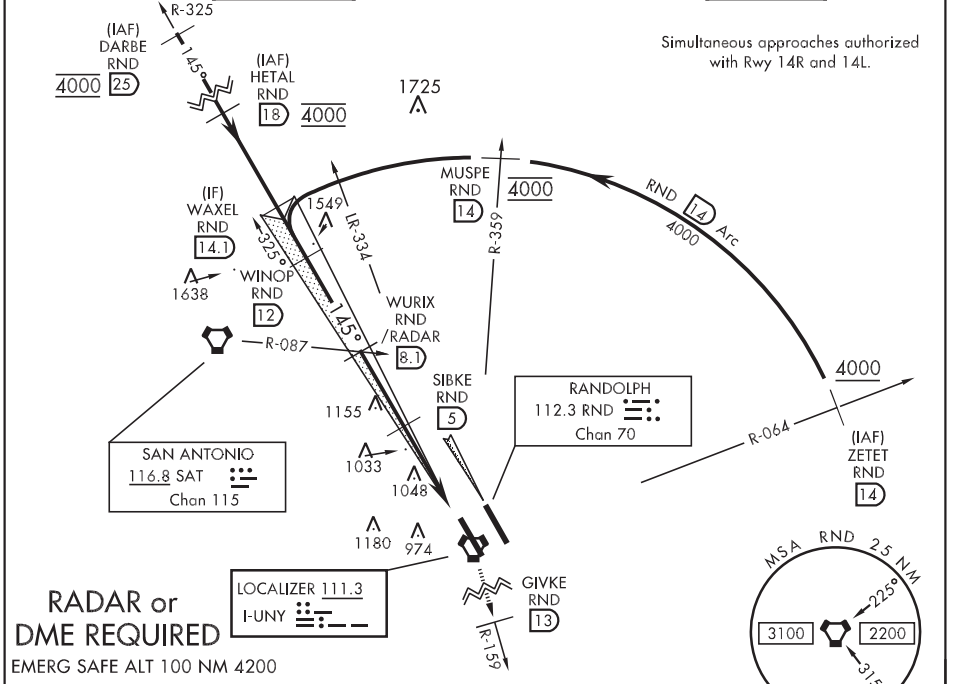 R-325
(IAF)
DARBE
RND
4000 25
145°
(IAF)
HETAL
RND
18 4000
1725
Simultaneous approaches authorized
with Rwy 14R and 14L.
MUSPE
RND
14
4000
R-359
RND 14 Arc
4000
(IF)
WAXEL
RND
14.1
1549
LR-334
325°
1638
WINOP
RND
12
145°
WURIX
RND
/RADAR
8.1
R-087
SIBKE
RND
5
RANDOLPH
112.3 RND
Chan 70
4000
R-064
(IAF)
ZETET
RND
14
1155
1033
1048
SAN ANTONIO
116.8 SAT
Chan 115
1180
974
LOCALIZER 111.3
I-UNY
GIVKE
RND
13
R-159
RADAR or
DME REQUIRED
EMERG SAFE ALT 100 NM 4200
MSA RND 25 NM
225°
3100
2200
315